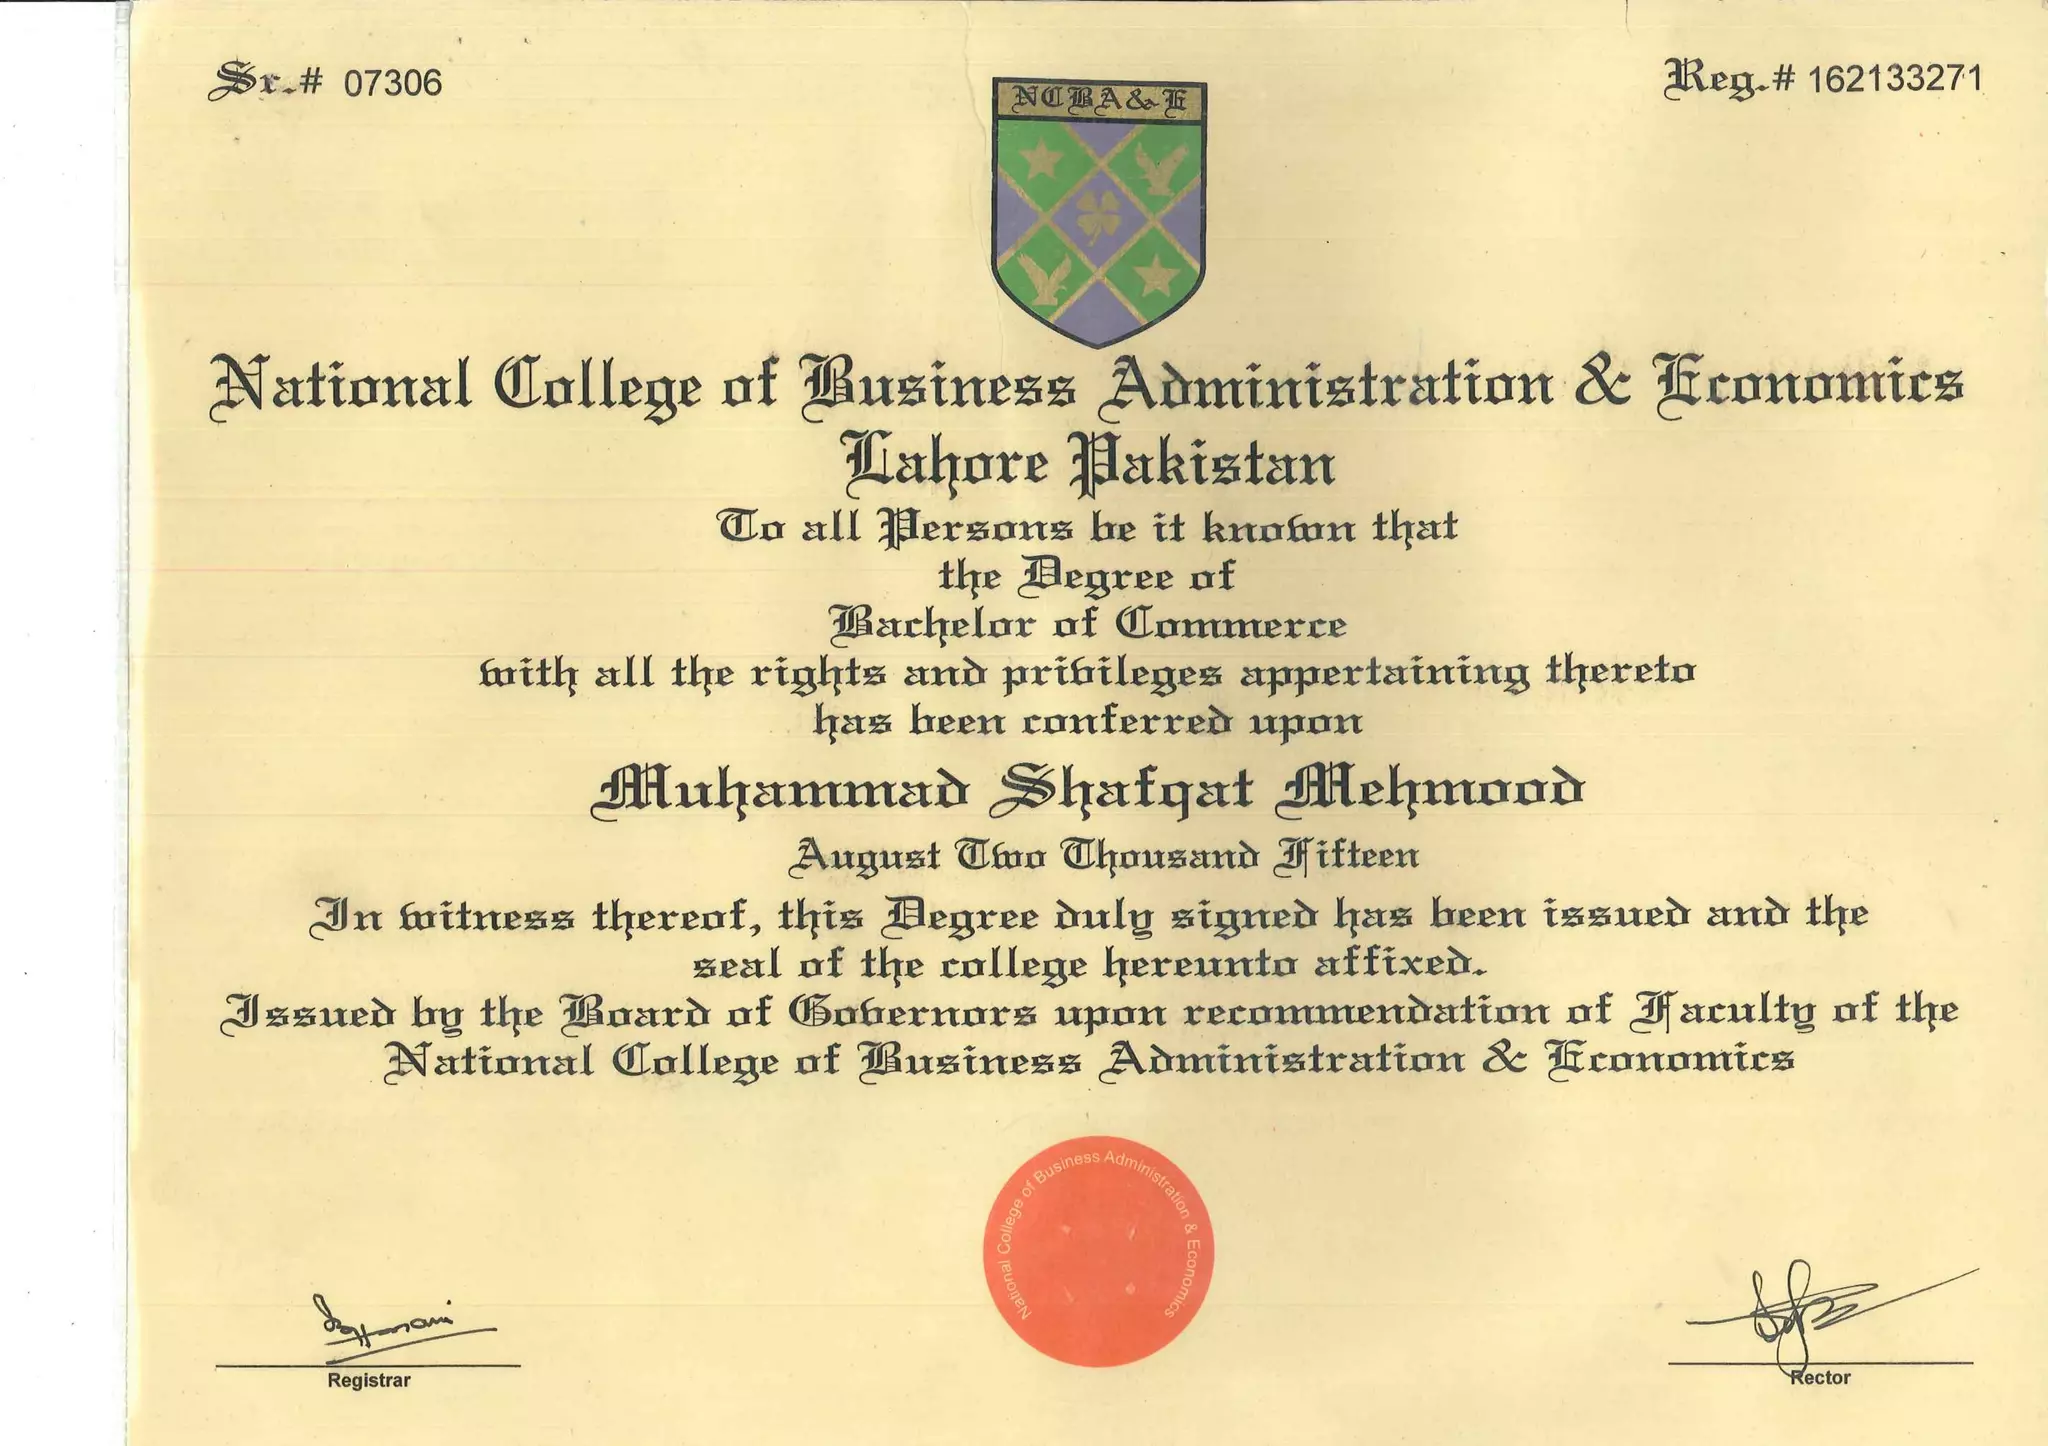 Sr.# 07306
Reg.# 162133271
NCBA&E
National College of Business Administration & Economics
Lahore Pakistan
To all Persons be it known that
the Degree of
Bachelor of Commerce
with all the rights and privileges appertaining thereto
has been conferred upon
Muhammad Shafqat Mehmood
August Two Thousand Fifteen
In witness thereof, this Degree duly signed has been issued and the
seal of the college hereunto affixed.
Issued by the Board of Governors upon recommendation of Faculty of the
National College of Business Administration & Economics
National College of Business Administration & Economics
Registrar
Rector